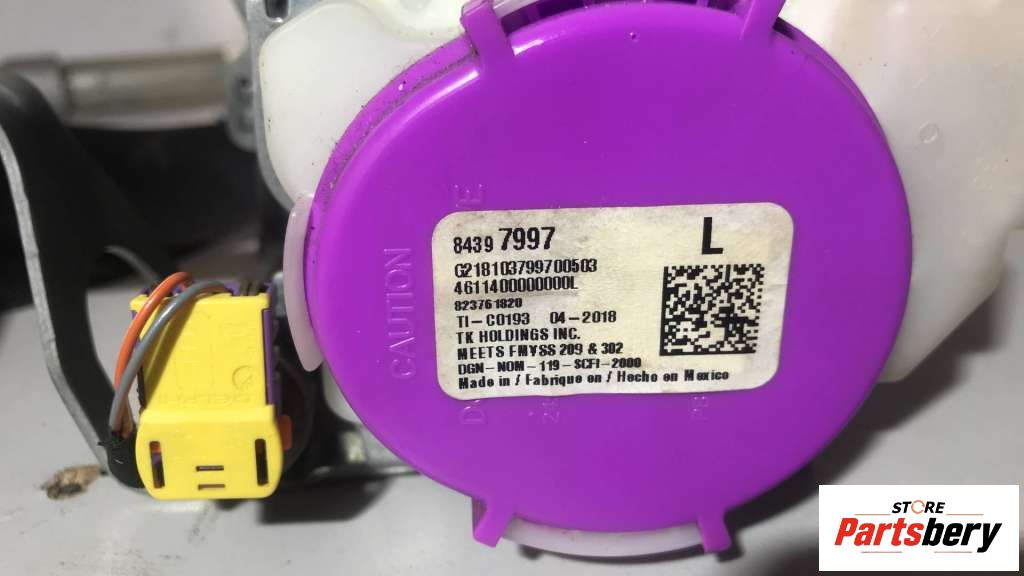 8439 7997
L
G218103799700503
4611400000000L
823761820
TI-C0193 04-2018
TK HOLDINGS INC.
MEETS FMVSS 209 & 302
DGN-NOM-119-SCFI-2000
Made in / Fabrique en / Hecho en Mexico
CAUTION
STORE
Partsbery